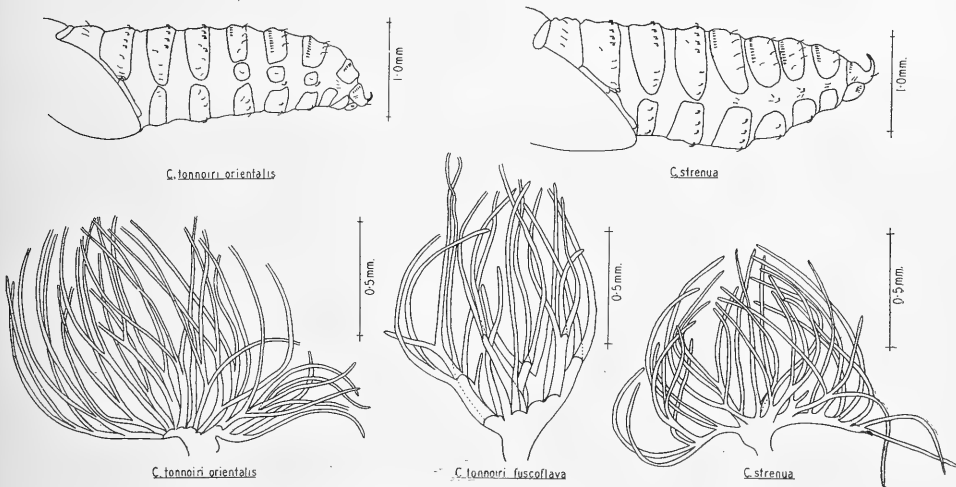 1·0mm.
1·0mm.
C. tonnoiri orientalis
C. strenua
0·5mm.
0·5mm.
0·5mm.
C. tonnoiri orientalis
C. tonnoiri fuscoflava
C. strenua